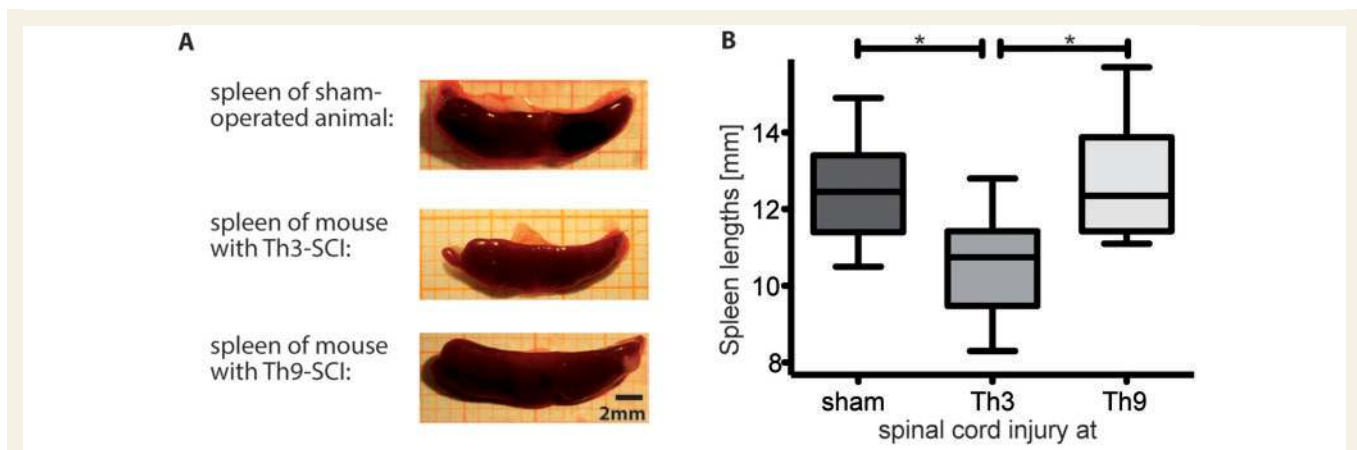 A
spleen of sham-
operated animal:
spleen of mouse
with Th3-SCI:
spleen of mouse
with Th9-SCI:
2mm
B
* *
Spleen lengths [mm]
14
12
10
8
sham Th3 Th9
spinal cord injury at